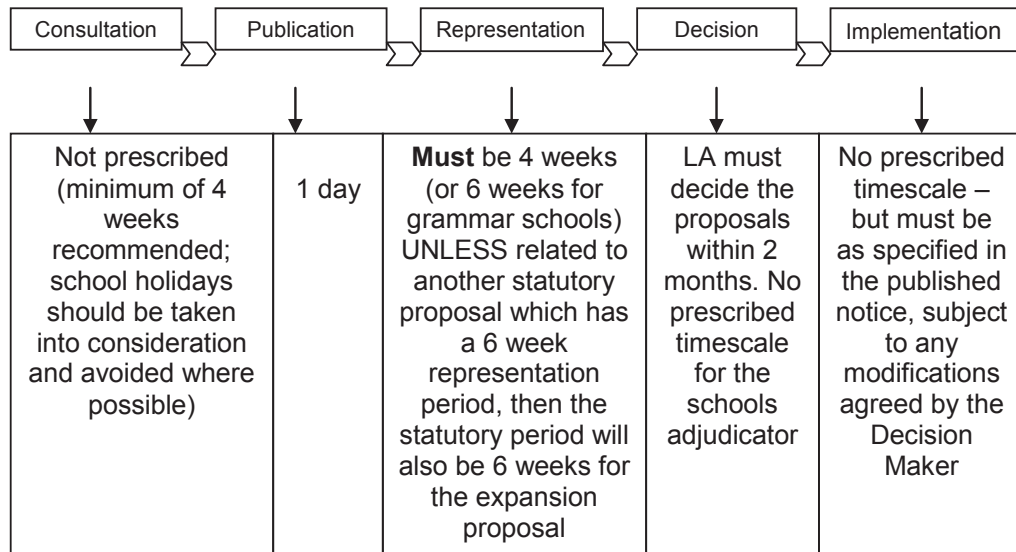 Consultation
Publication
Representation
Decision
Implementation
Not prescribed
(minimum of 4
weeks
recommended;
school holidays
should be taken
into consideration
and avoided where
possible)
1 day
Must be 4 weeks
(or 6 weeks for
grammar schools)
UNLESS related to
another statutory
proposal which has
a 6 week
representation
period, then the
statutory period will
also be 6 weeks for
the expansion
proposal
LA must
decide the
proposals
within 2
months. No
prescribed
timescale
for the
schools
adjudicator
No prescribed
timescale –
but must be
as specified in
the published
notice, subject
to any
modifications
agreed by the
Decision
Maker